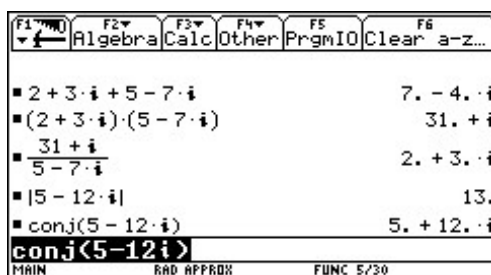 F1 F2 F3 F4 F5 F6
Algebra Calc Other PrgmIO Clear a-z…
2 + 3·i + 5 - 7·i 7. - 4.·i
(2 + 3·i)·(5 - 7·i) 31. + i
31 + i
5 - 7·i
2. + 3.·i
|5 - 12·i| 13.
conj(5 - 12·i) 5. + 12.·i
conj(5-12i)
MAIN RAD APPROX FUNC 5/30